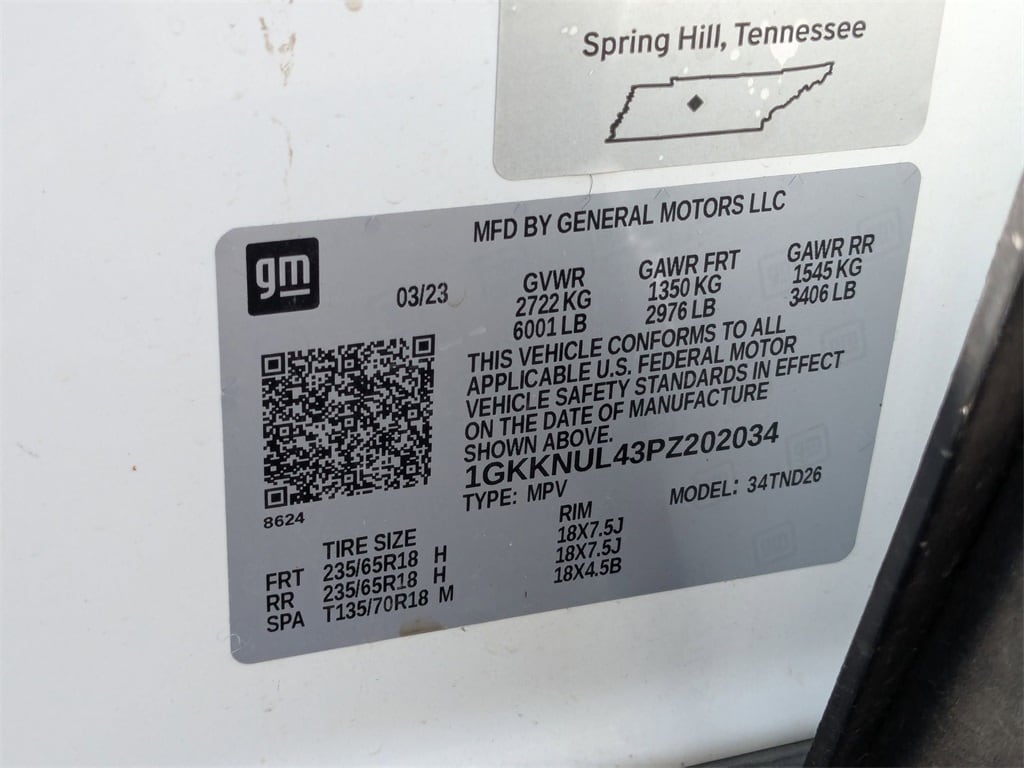 Spring Hill, Tennessee
MFD BY GENERAL MOTORS LLC
gm
03/23
GVWR
2722 KG
6001 LB
GAWR FRT
1350 KG
2976 LB
GAWR RR
1545 KG
3406 LB
THIS VEHICLE CONFORMS TO ALL
APPLICABLE U.S. FEDERAL MOTOR
VEHICLE SAFETY STANDARDS IN EFFECT
ON THE DATE OF MANUFACTURE
SHOWN ABOVE.
1GKKNUL43PZ202034
TYPE: MPV MODEL: 34TND26
8624
TIRE SIZE RIM
FRT 235/65R18 H 18X7.5J
RR 235/65R18 H 18X7.5J
SPA T135/70R18 M 18X4.5B